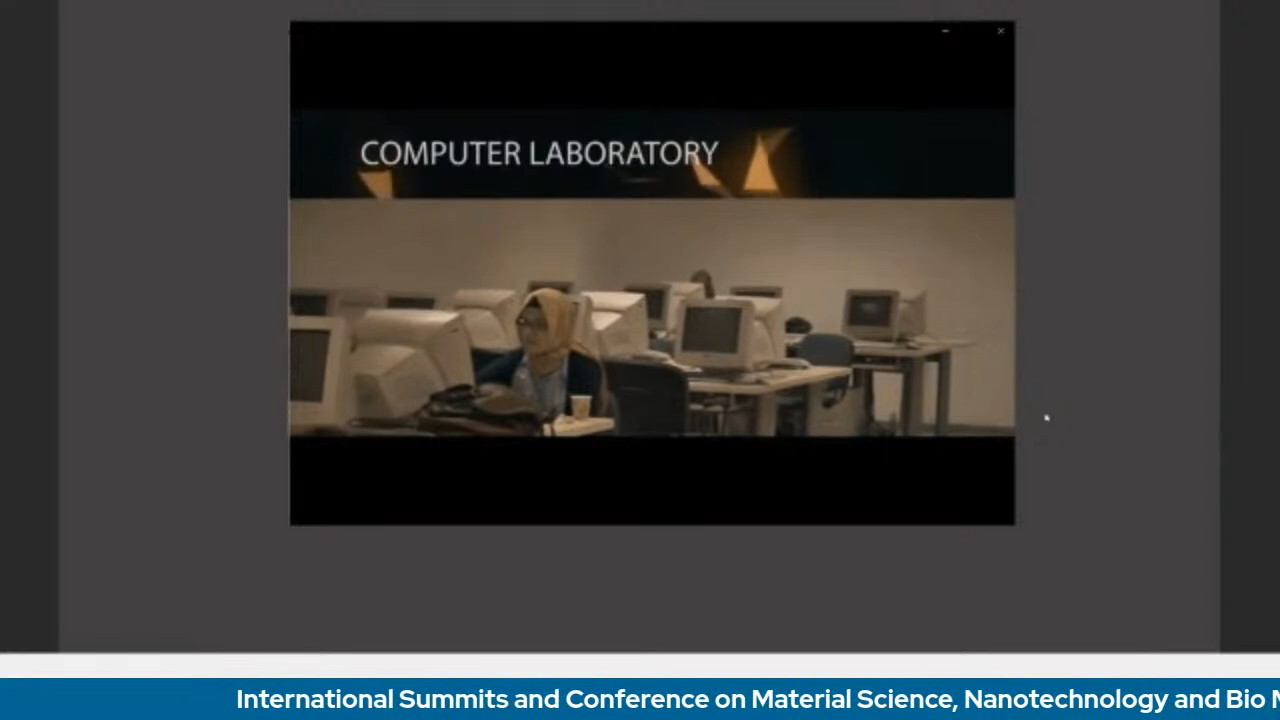 COMPUTER LABORATORY
International Summits and Conference on Material Science, Nanotechnology and Bio